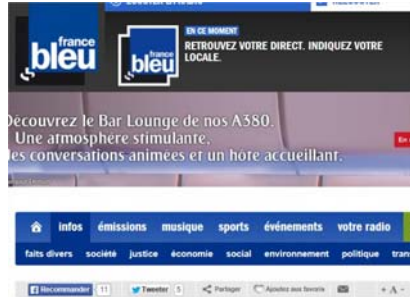 france
bleu
france
bleu
EN CE MOMENT
RETROUVEZ VOTRE DIRECT. INDIQUEZ VOTRE
LOCALE.
Découvrez le Bar Lounge de nos A380.
Une atmosphère stimulante,
des conversations animées et un hôte accueillant.
infos émissions musique sports événements votre radio
faits divers société justice économie social environnement politique
Recommander 11 Tweeter 5 Partager Ajoutez aux favoris + A -